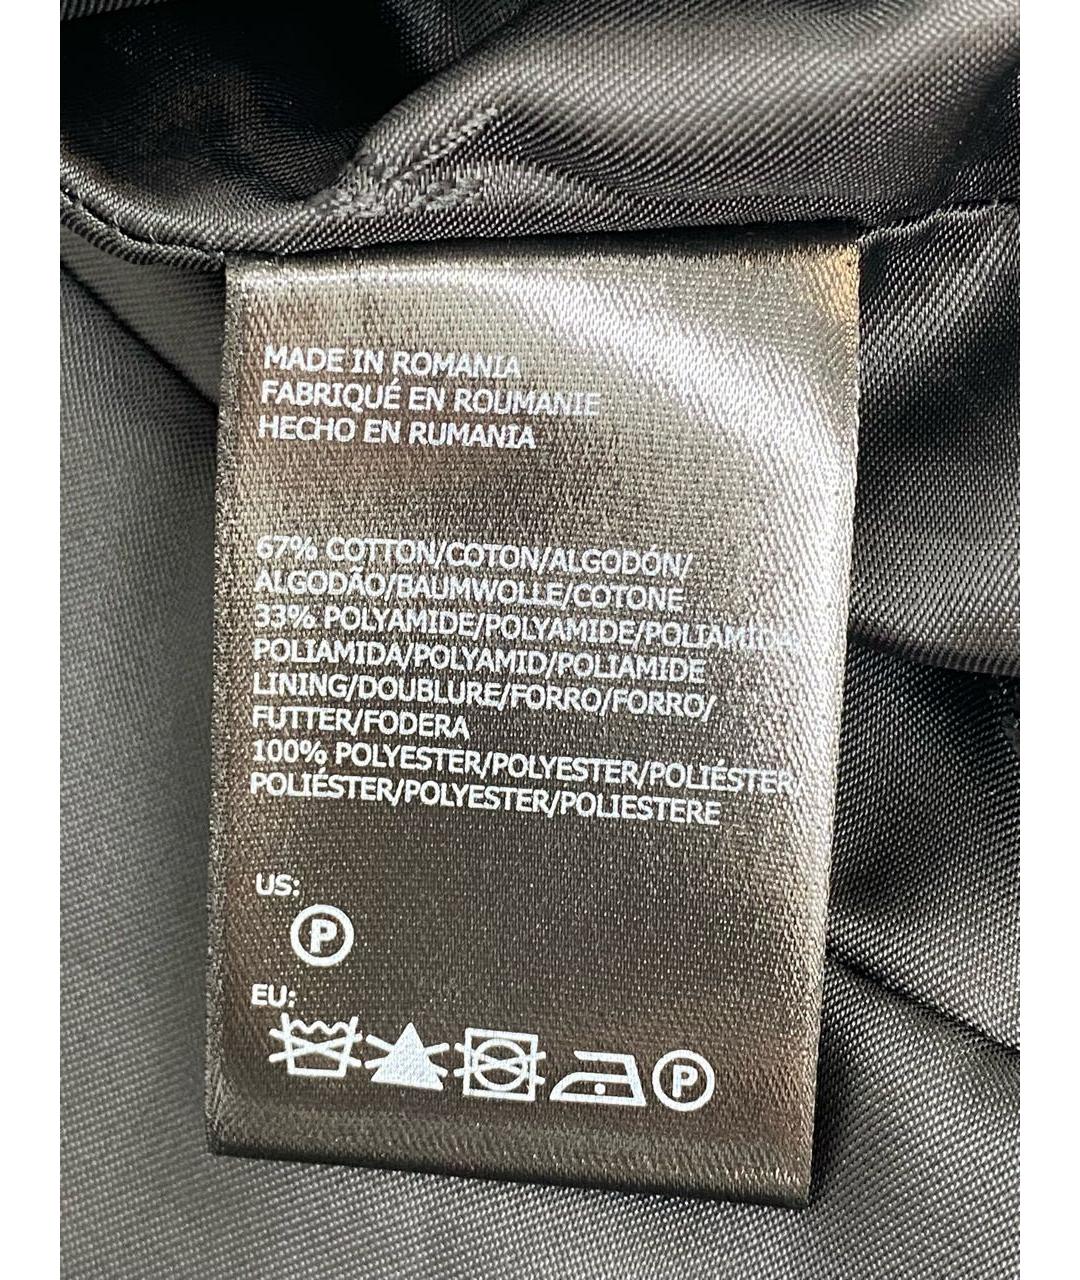 MADE IN ROMANIA
FABRIQUÉ EN ROUMANIE
HECHO EN RUMANIA
67% COTTON/COTON/ALGODÓN/
ALGODÃO/BAUMWOLLE/COTONE
33% POLYAMIDE/POLYAMIDE/POLIAMIDA/
POLIAMIDA/POLYAMID/POLIAMIDE
LINING/DOUBLURE/FORRO/FORRO/
FUTTER/FODERA
100% POLYESTER/POLYESTER/POLIÉSTER/
POLIÉSTER/POLYESTER/POLIESTERE
US:
P
EU:
P